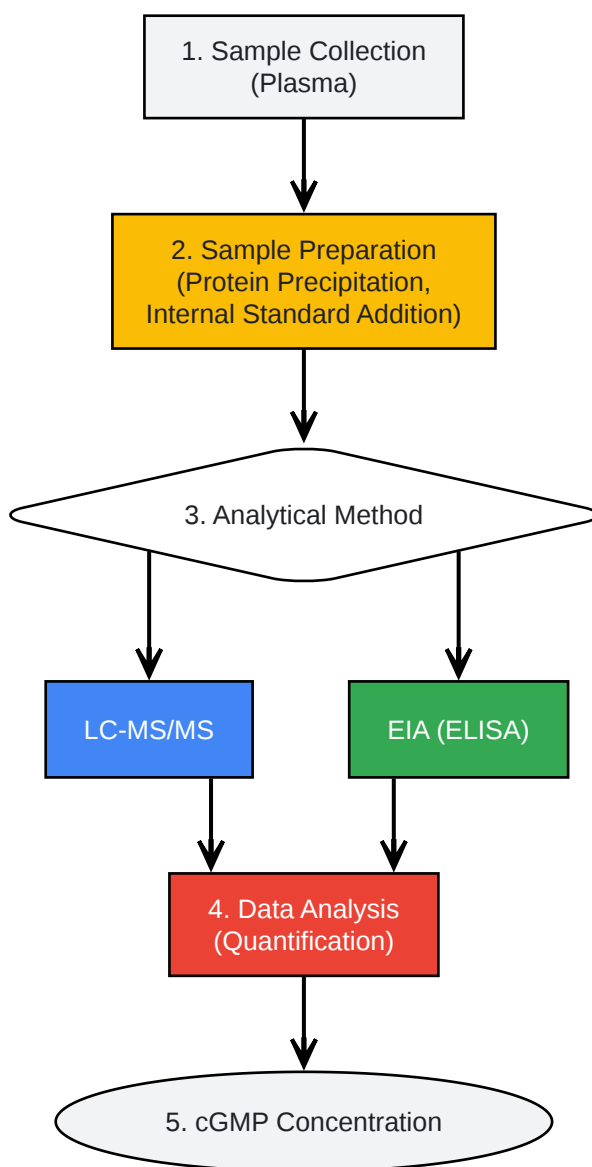 1. Sample Collection
(Plasma)
2. Sample Preparation
(Protein Precipitation,
Internal Standard Addition)
3. Analytical Method
LC-MS/MS
EIA (ELISA)
4. Data Analysis
(Quantification)
5. cGMP Concentration